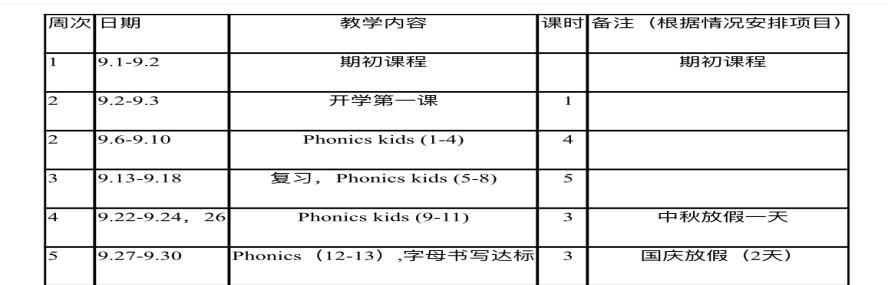 周次 日期 教学内容 课时 备注（根据情况安排项目）
1 9.1-9.2 期初课程 期初课程
2 9.2-9.3 开学第一课 1
2 9.6-9.10 Phonics kids (1-4) 4
3 9.13-9.18 复习，Phonics kids (5-8) 5
4 9.22-9.24，26 Phonics kids (9-11) 3 中秋放假一天
5 9.27-9.30 Phonics（12-13）,字母书写达标 3 国庆放假（2天）